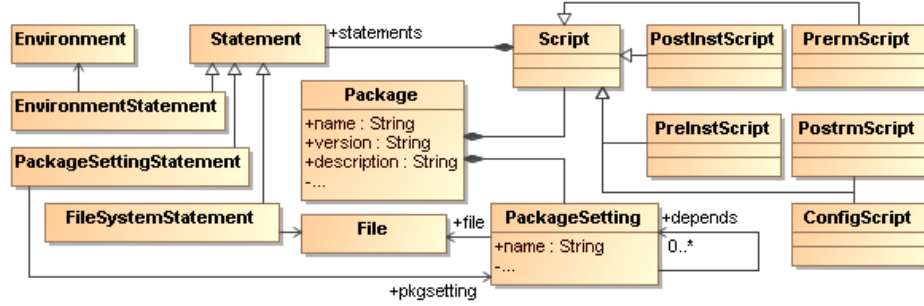 Environment
Statement
+statements
Script
PostInstScript
PrermScript
EnvironmentStatement
Package
+name : String
+version : String
+description : String
-...
PreInstScript
PostrmScript
PackageSettingStatement
FileSystemStatement
File
+file
PackageSetting
+name : String
-...
+depends
0..*
ConfigScript
+pkgsetting